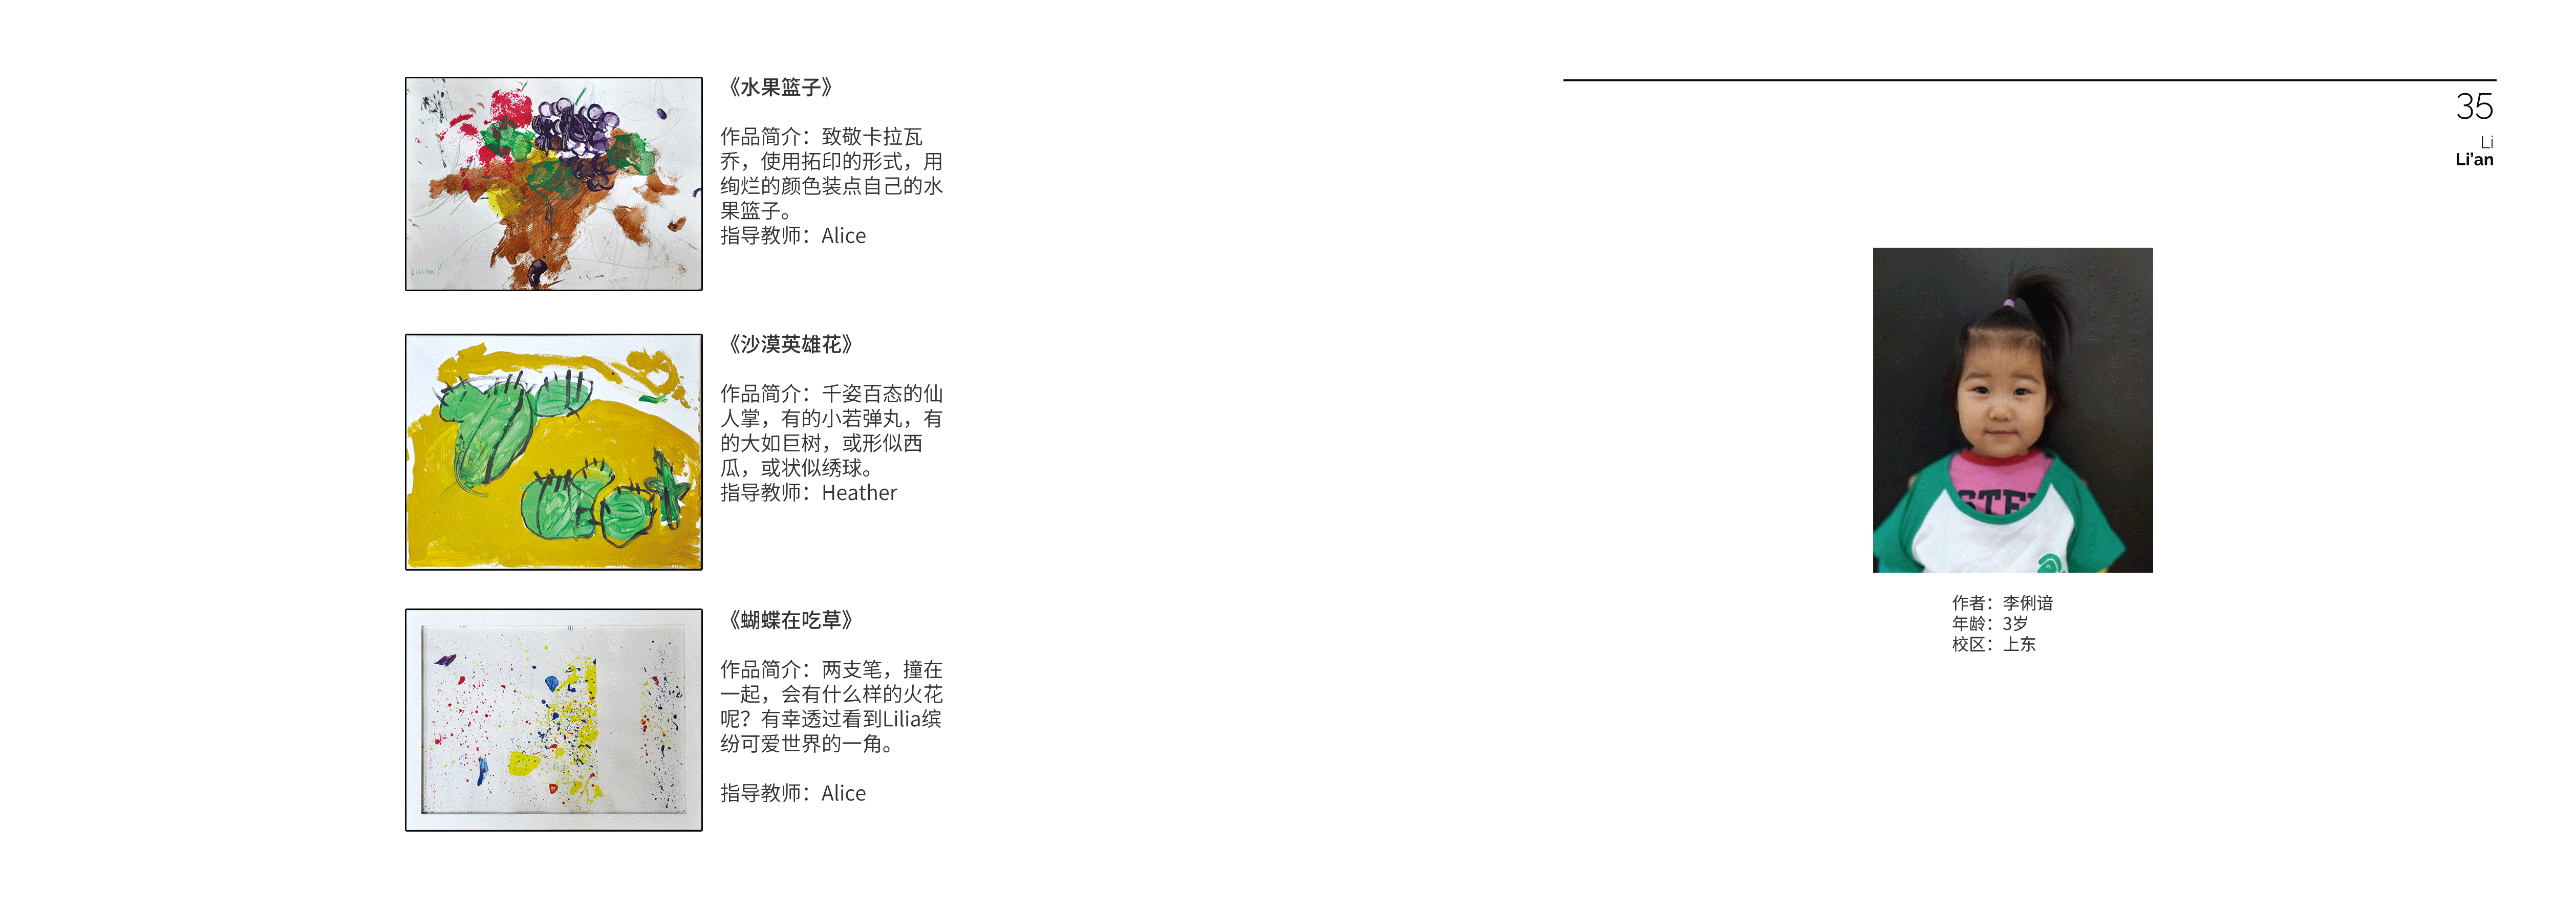 《水果篮子》
作品简介：致敬卡拉瓦
乔，使用拓印的形式，用
绚烂的颜色装点自己的水
果篮子。
指导教师：Alice
《沙漠英雄花》
作品简介：千姿百态的仙
人掌，有的小若弹丸，有
的大如巨树，或形似西
瓜，或状似绣球。
指导教师：Heather
《蝴蝶在吃草》
作品简介：两支笔，撞在
一起，会有什么样的火花
呢？有幸透过看到Lilia缤
纷可爱世界的一角。
指导教师：Alice
35
Li
Li'an
作者：李俐谙
年龄：3岁
校区：上东